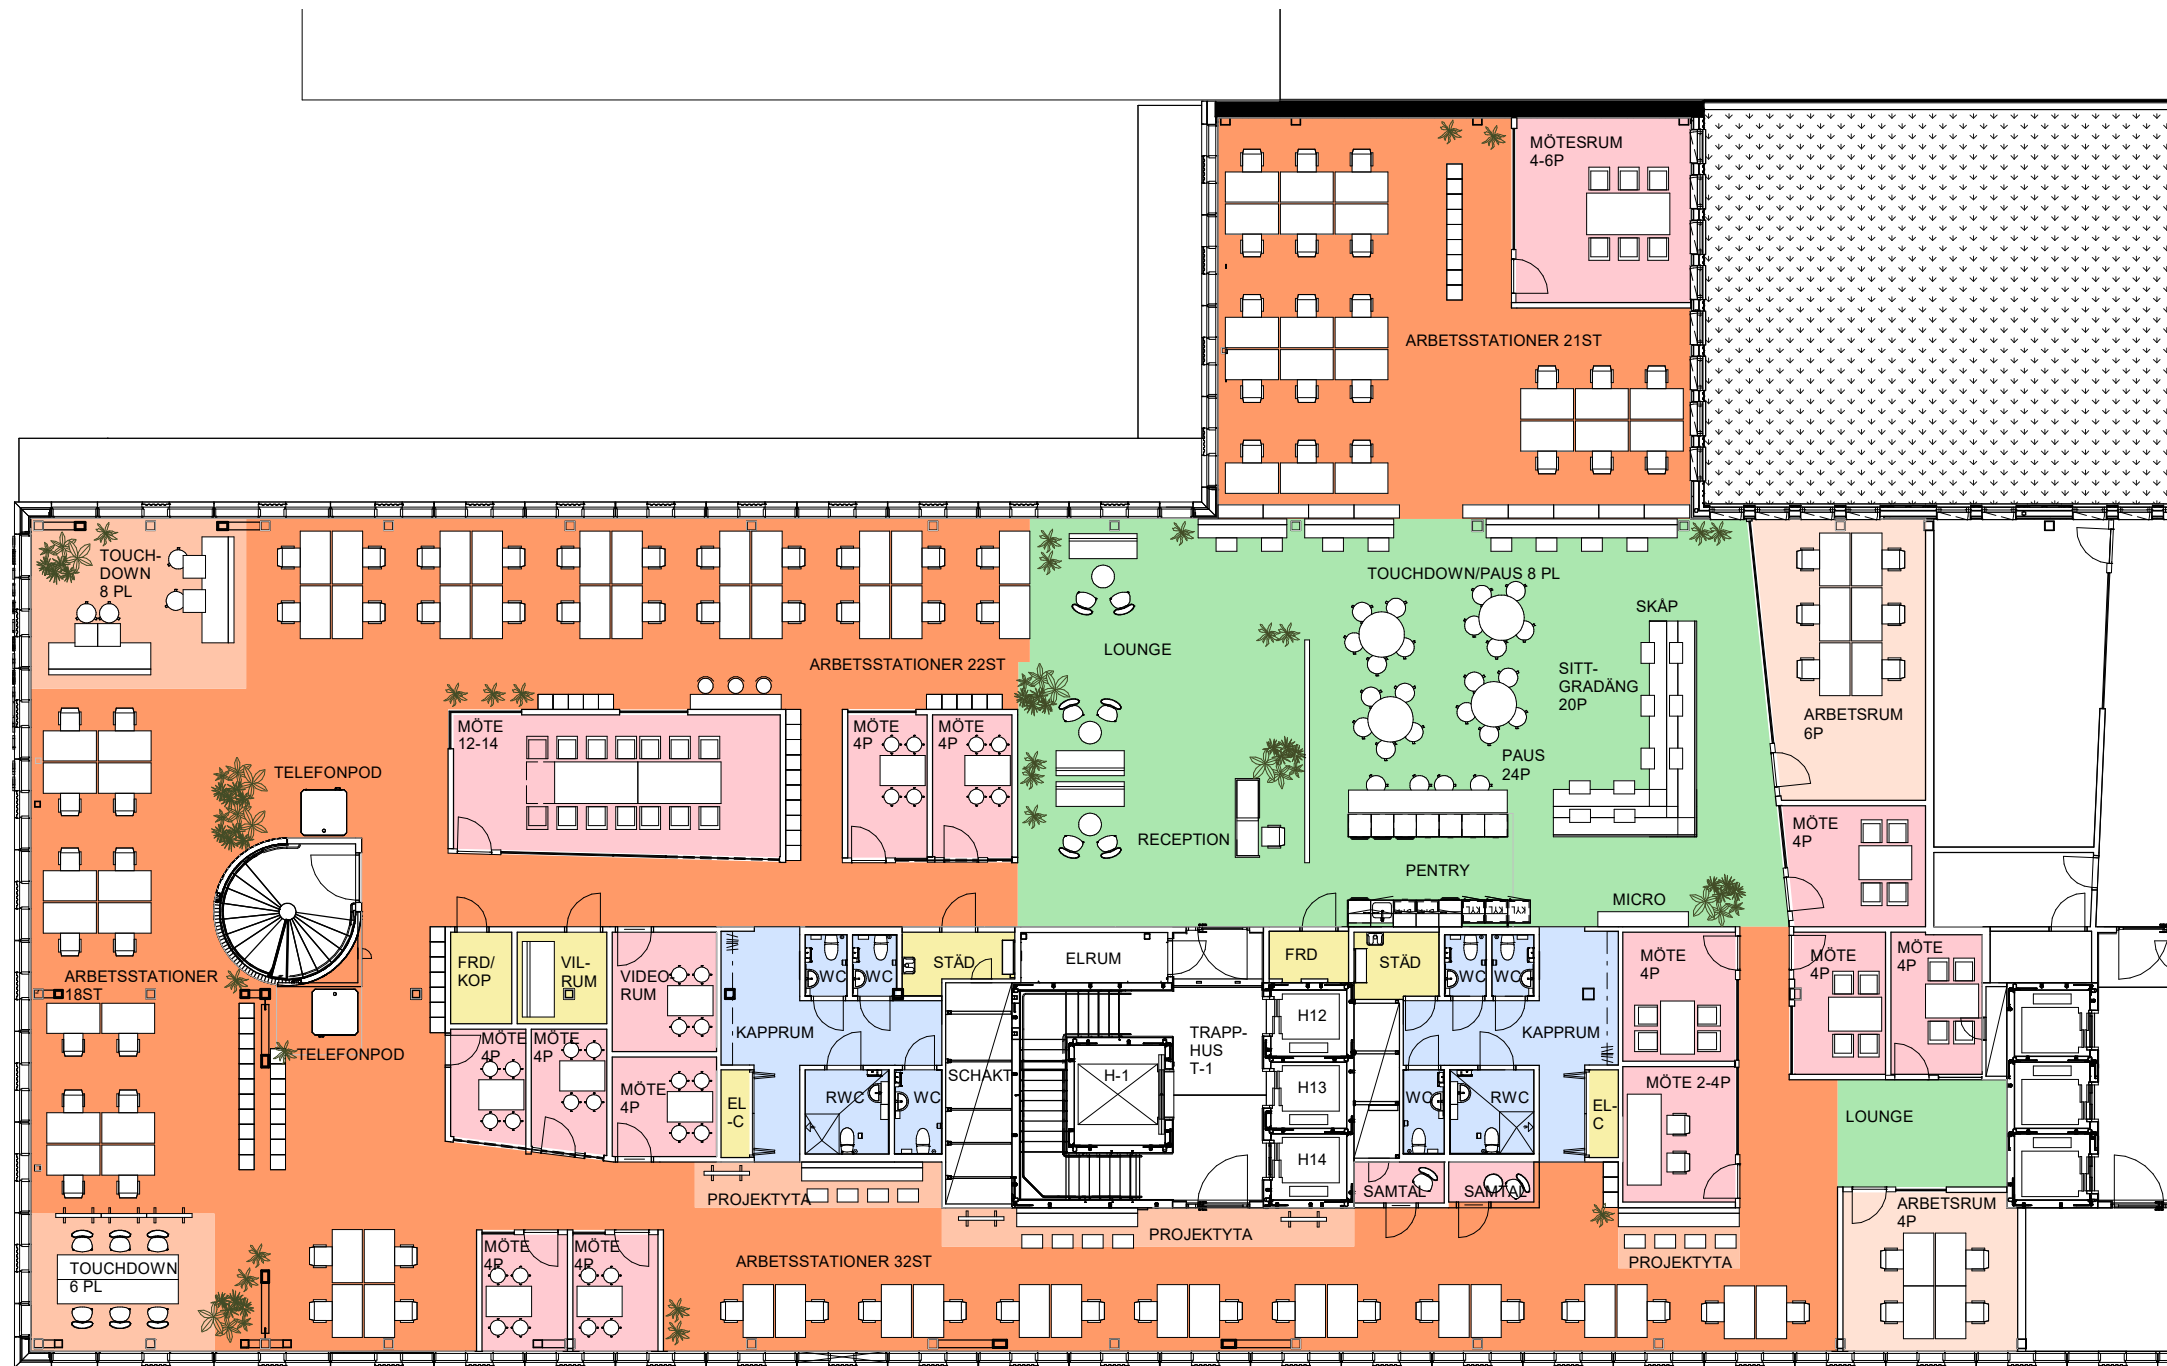 MÖTESRUM
4-6P
ARBETSSTATIONER 21ST
TOUCH-
DOWN
8 PL
TOUCHDOWN/PAUS 8 PL
SKÅP
LOUNGE
ARBETSSTATIONER 22ST
SITT-
GRADÄNG
20P
ARBETSRUM
6P
MÖTE
12-14
MÖTE
4P
MÖTE
4P
PAUS
24P
TELEFONPOD
RECEPTION
MÖTE
4P
PENTRY
MICRO
KYL
KYL
KYL
FRD/
KOP
VIL-
RUM
VIDEO
RUM
WC
WC
STÄD
ELRUM
FRD
STÄD
WC
WC
MÖTE
4P
MÖTE
4P
MÖTE
4P
ARBETSSTATIONER
18ST
KAPPRUM
TRAPP-
HUS
T-1
H12
KAPPRUM
TELEFONPOD
MÖTE
4P
MÖTE
4P
MÖTE
4P
EL
-C
RWC
WC
SCHAKT
H-1
H13
WC
RWC
EL-
C
MÖTE 2-4P
LOUNGE
H14
PROJEKTYTA
SAMTAL
SAMTAL
ARBETSRUM
4P
PROJEKTYTA
MÖTE
4P
MÖTE
4P
ARBETSSTATIONER 32ST
PROJEKTYTA
TOUCHDOWN
6 PL